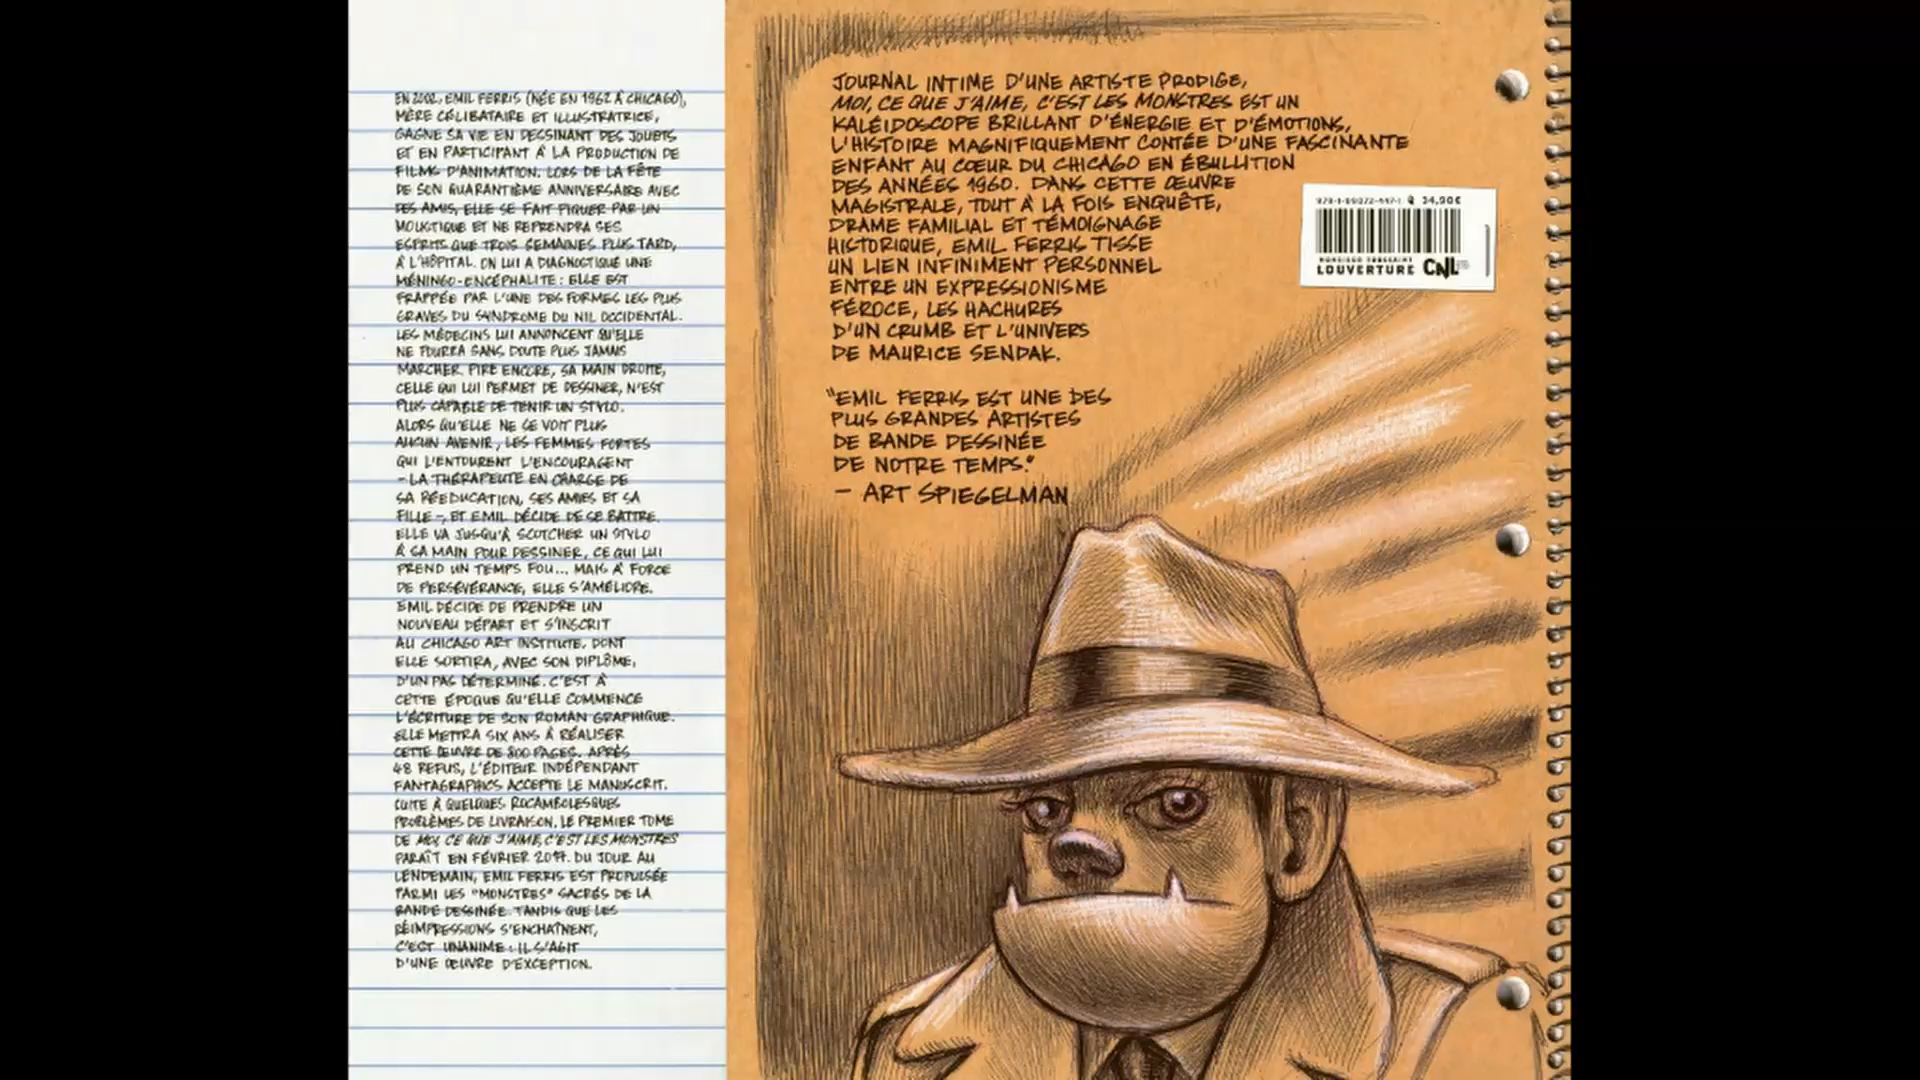 EN 2002, EMIL FERRIS (NÉE EN 1962 À CHICAGO),
MÈRE CÉLIBATAIRE ET ILLUSTRATRICE,
GAGNE SA VIE EN DESSINANT DES JOUETS
ET EN PARTICIPANT À LA PRODUCTION DE
FILMS D'ANIMATION. LORS DE LA FÊTE
DE SON QUARANTIÈME ANNIVERSAIRE AVEC
DES AMIS, ELLE SE FAIT PIQUER PAR UN
MOUSTIQUE ET NE REPRENDRA SES
ESPRITS QUE TROIS SEMAINES PLUS TARD,
À L'HÔPITAL. ON LUI A DIAGNOSTIQUÉ UNE
MÉNINGO-ENCÉPHALITE : ELLE EST
FRAPPÉE PAR L'UNE DES FORMES LES PLUS
GRAVES DU SYNDROME DU NIL OCCIDENTAL.
LES MÉDECINS LUI ANNONCENT QU'ELLE
NE POURRA SANS DOUTE PLUS JAMAIS
MARCHER. PIRE ENCORE, SA MAIN DROITE,
CELLE QUI LUI PERMET DE DESSINER, N'EST
PLUS CAPABLE DE TENIR UN STYLO.
ALORS QU'ELLE NE SE VOIT PLUS
AUCUN AVENIR, LES FEMMES FORTES
QUI L'ENTOURENT L'ENCOURAGENT
– LA THÉRAPEUTE EN CHARGE DE
SA RÉÉDUCATION, SES AMIES ET SA
FILLE –, ET EMIL DÉCIDE DE SE BATTRE.
ELLE VA JUSQU'À SCOTCHER UN STYLO
À SA MAIN POUR DESSINER, CE QUI LUI
PREND UN TEMPS FOU... MAIS À FORCE
DE PERSÉVÉRANCE, ELLE S'AMÉLIORE.
EMIL DÉCIDE DE PRENDRE UN
NOUVEAU DÉPART ET S'INSCRIT
AU CHICAGO ART INSTITUTE, DONT
ELLE SORTIRA, AVEC SON DIPLÔME,
D'UN PAS DÉTERMINÉ. C'EST À
CETTE ÉPOQUE QU'ELLE COMMENCE
L'ÉCRITURE DE SON ROMAN GRAPHIQUE.
ELLE METTRA SIX ANS À RÉALISER
CETTE ŒUVRE DE 800 PAGES. APRÈS
48 REFUS, L'ÉDITEUR INDÉPENDANT
FANTAGRAPHICS ACCEPTE LE MANUSCRIT.
SUITE À QUELQUES ROCAMBOLESQUES
PROBLÈMES DE LIVRAISON, LE PREMIER TOME
DE MOI, CE QUE J'AIME, C'EST LES MONSTRES
PARAÎT EN FÉVRIER 2017. DU JOUR AU
LENDEMAIN, EMIL FERRIS EST PROPULSÉE
PARMI LES "MONSTRES" SACRÉS DE LA
BANDE DESSINÉE. TANDIS QUE LES
RÉIMPRESSIONS S'ENCHAÎNENT,
C'EST UNANIME : IL S'AGIT
D'UNE ŒUVRE D'EXCEPTION.
JOURNAL INTIME D'UNE ARTISTE PRODIGE,
MOI, CE QUE J'AIME, C'EST LES MONSTRES EST UN
KALÉIDOSCOPE BRILLANT D'ÉNERGIE ET D'ÉMOTIONS,
L'HISTOIRE MAGNIFIQUEMENT CONTÉE D'UNE FASCINANTE
ENFANT AU COEUR DU CHICAGO EN ÉBULLITION
DES ANNÉES 1960. DANS CETTE ŒUVRE
MAGISTRALE, TOUT À LA FOIS ENQUÊTE,
DRAME FAMILIAL ET TÉMOIGNAGE
HISTORIQUE, EMIL FERRIS TISSE
UN LIEN INFINIMENT PERSONNEL
ENTRE UN EXPRESSIONISME
FÉROCE, LES HACHURES
D'UN CRUMB ET L'UNIVERS
DE MAURICE SENDAK.
"EMIL FERRIS EST UNE DES
PLUS GRANDES ARTISTES
DE BANDE DESSINÉE
DE NOTRE TEMPS."
– ART SPIEGELMAN
34,90€
MONSIEUR TOUSSAINT
LOUVERTURE CNL